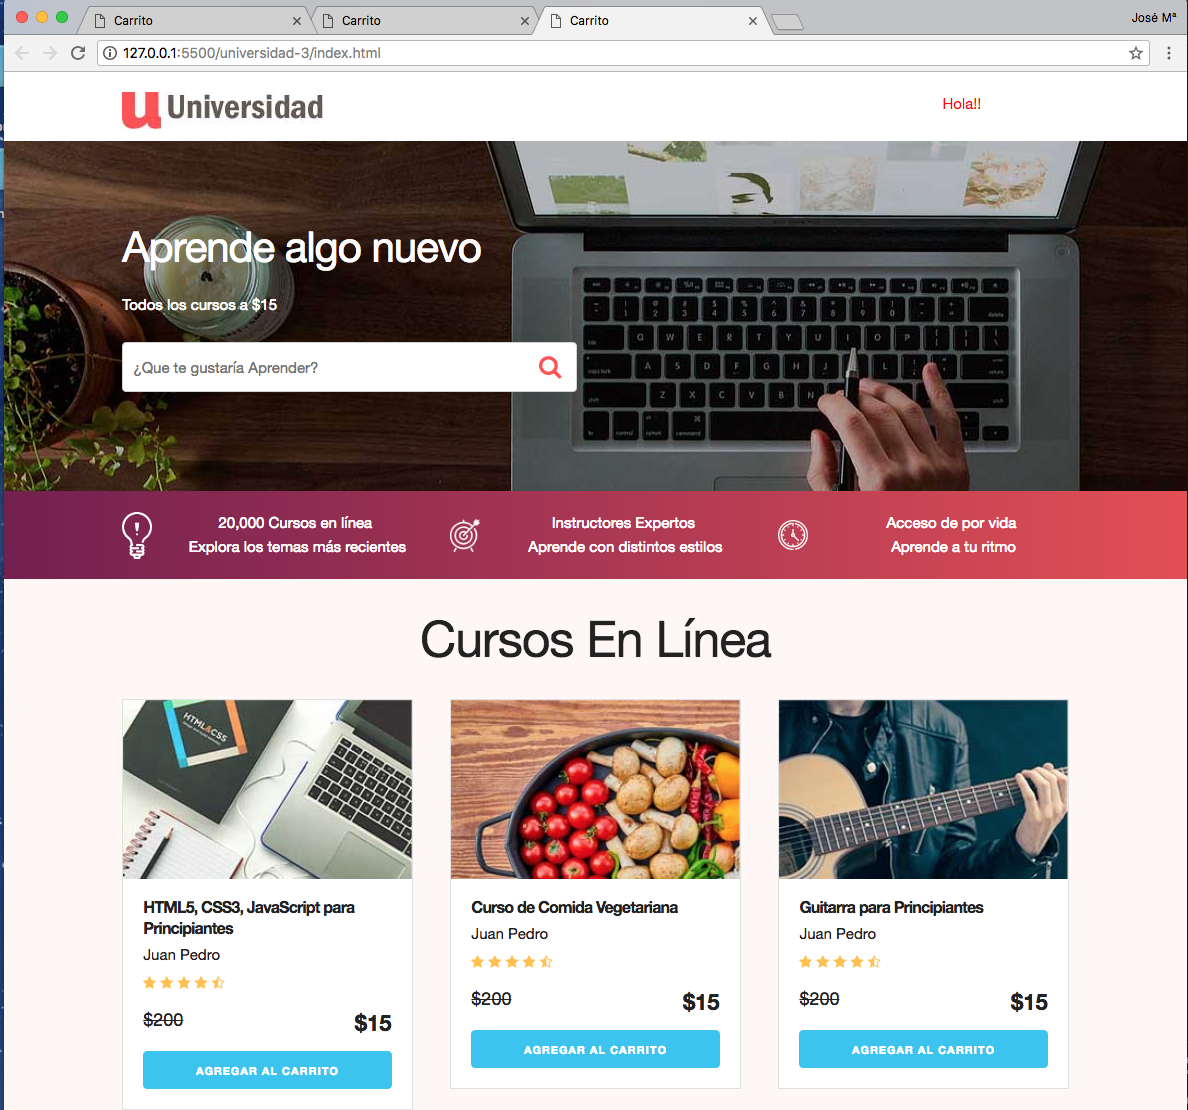 Carrito
Carrito
Carrito
José Mª
127.0.0.1:5500/universidad-3/index.html
u Universidad
Hola!!
Aprende algo nuevo
Todos los cursos a $15
¿Que te gustaría Aprender?
20,000 Cursos en línea
Explora los temas más recientes
Instructores Expertos
Aprende con distintos estilos
Acceso de por vida
Aprende a tu ritmo
Cursos En Línea
HTML&CSS
HTML5, CSS3, JavaScript para
Principiantes
Juan Pedro
$200
$15
AGREGAR AL CARRITO
Curso de Comida Vegetariana
Juan Pedro
$200
$15
AGREGAR AL CARRITO
Guitarra para Principiantes
Juan Pedro
$200
$15
AGREGAR AL CARRITO